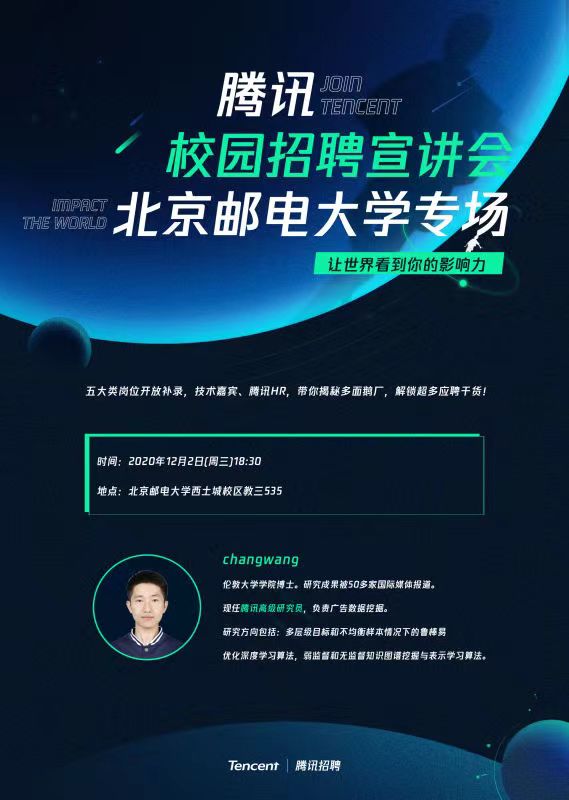 腾讯 JOIN TENCENT
校园招聘宣讲会
IMPACT THE WORLD 北京邮电大学专场
让世界看到你的影响力
五大类岗位开放补录，技术嘉宾、腾讯HR，带你揭秘多面鹅厂，解锁超多应聘干货！
时间：2020年12月2日(周三)18:30
地点：北京邮电大学西土城校区教三535
changwang
伦敦大学学院博士。研究成果被50多家国际媒体报道。
现任腾讯高级研究员，负责广告数据挖掘。
研究方向包括：多层级目标和不均衡样本情况下的鲁棒易
优化深度学习算法，弱监督和无监督知识图谱挖掘与表示学习算法。
Tencent | 腾讯招聘